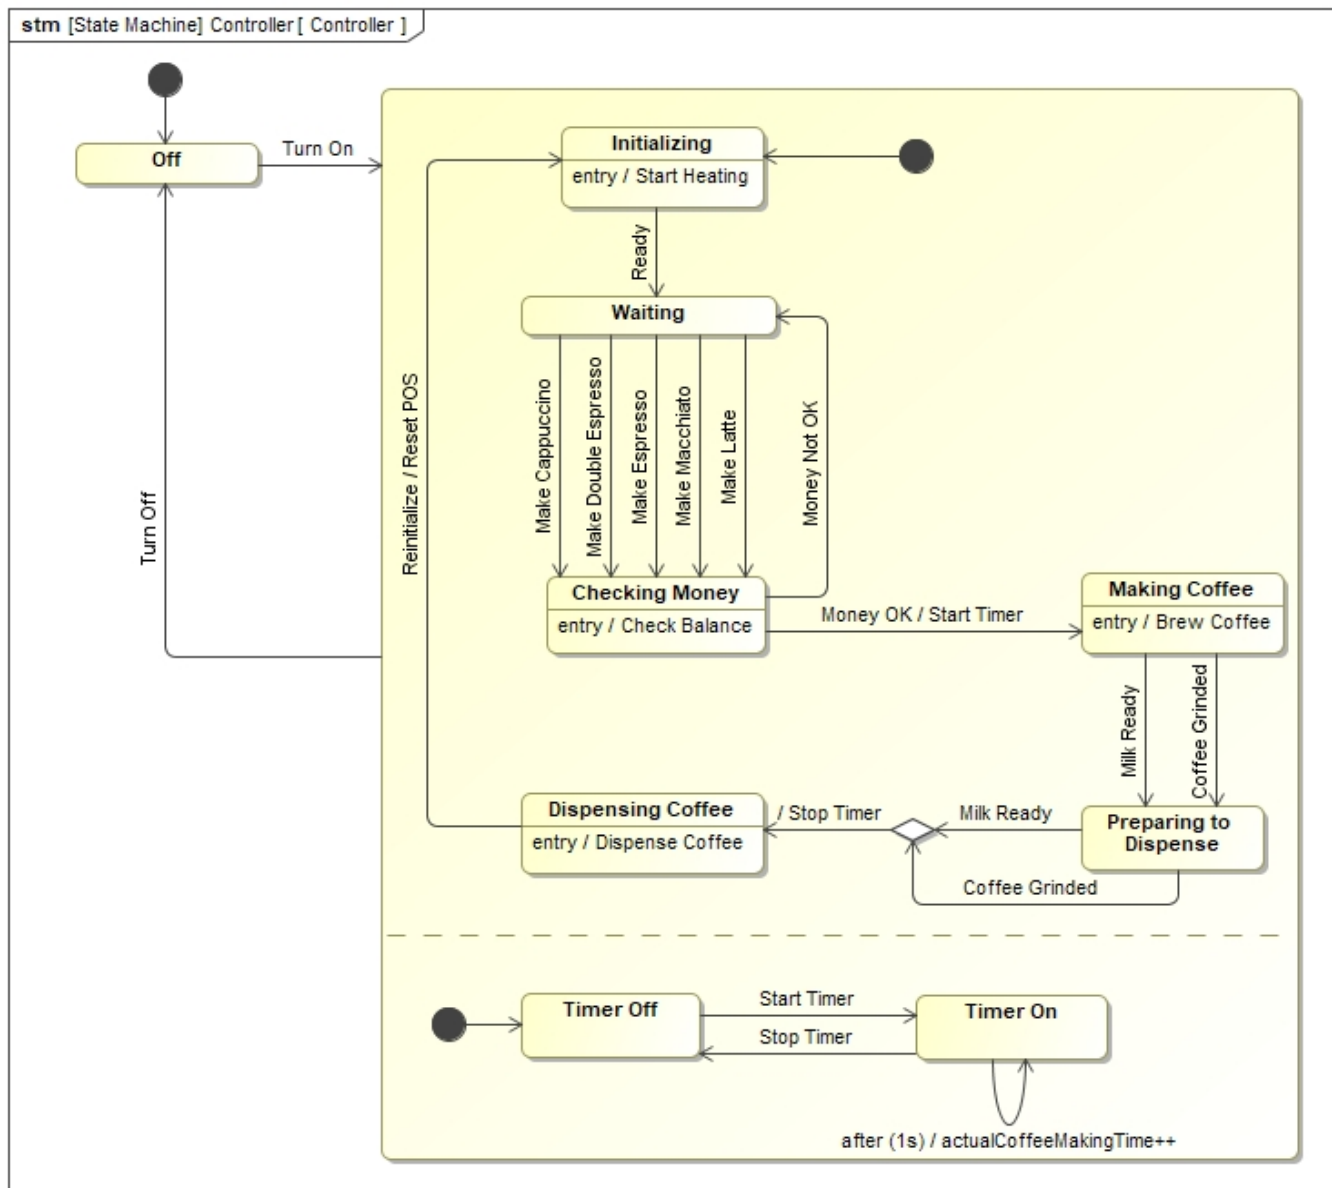 stm [State Machine] Controller[ Controller ]
Off
Turn On
Initializing
entry / Start Heating
Ready
Waiting
Make Cappuccino
Make Double Espresso
Make Espresso
Make Macchiato
Make Latte
Money Not OK
Reinitialize / Reset POS
Turn Off
Checking Money
entry / Check Balance
Money OK / Start Timer
Making Coffee
entry / Brew Coffee
Milk Ready
Coffee Grinded
Dispensing Coffee
entry / Dispense Coffee
/ Stop Timer
Milk Ready
Preparing to
Dispense
Coffee Grinded
Timer Off
Start Timer
Stop Timer
Timer On
after (1s) / actualCoffeeMakingTime++